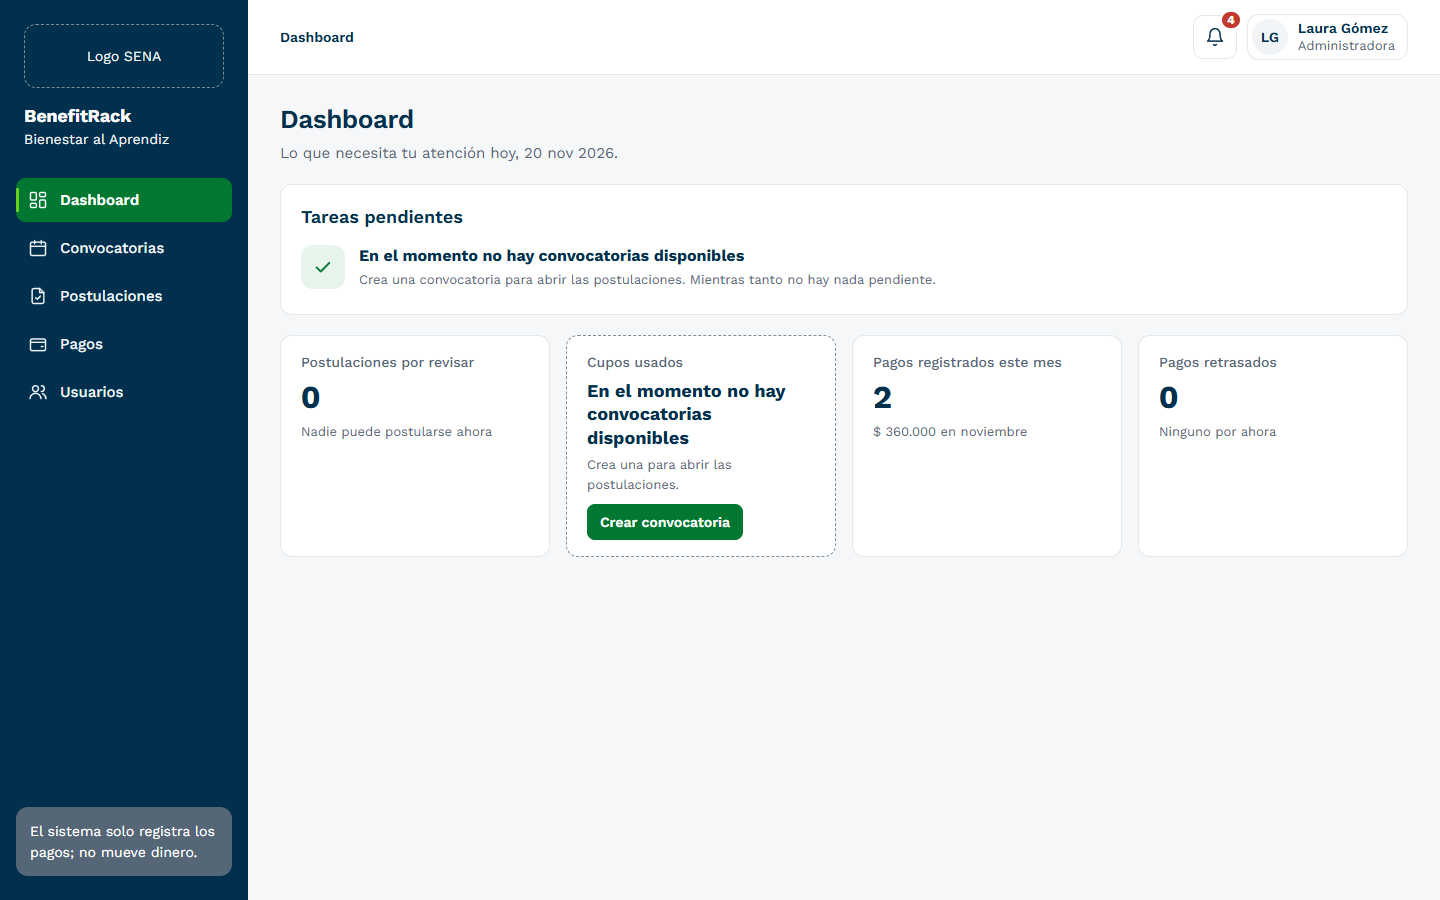 Logo SENA
BenefitRack
Bienestar al Aprendiz
Dashboard
Convocatorias
Postulaciones
Pagos
Usuarios
El sistema solo registra los
pagos; no mueve dinero.
Dashboard
4
LG
Laura Gómez
Administradora
Dashboard
Lo que necesita tu atención hoy, 20 nov 2026.
Tareas pendientes
En el momento no hay convocatorias disponibles
Crea una convocatoria para abrir las postulaciones. Mientras tanto no hay nada pendiente.
Postulaciones por revisar
0
Nadie puede postularse ahora
Cupos usados
En el momento no hay
convocatorias
disponibles
Crea una para abrir las
postulaciones.
Crear convocatoria
Pagos registrados este mes
2
$ 360.000 en noviembre
Pagos retrasados
0
Ninguno por ahora